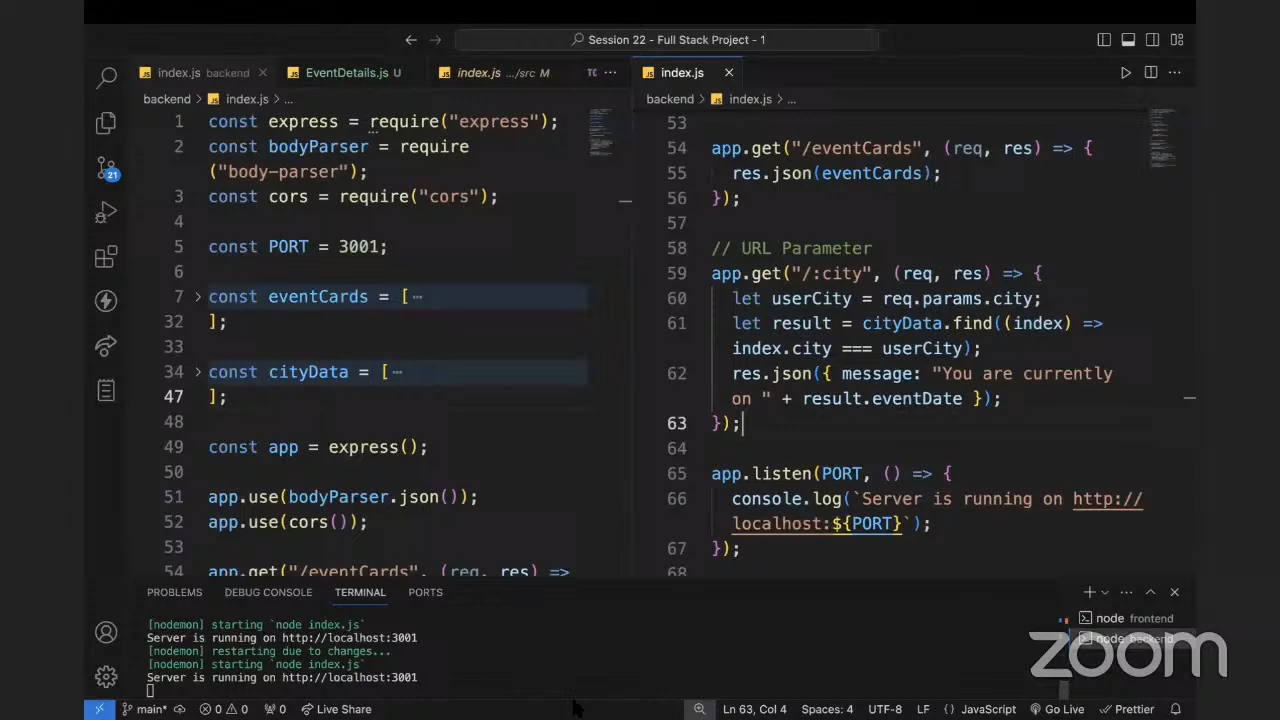 Session 22 - Full Stack Project - 1
index.js backend
EventDetails.js U
index.js .../src M
TC ...
index.js
backend > index.js > ...
backend > index.js > ...
1 const express = require("express");
2 const bodyParser = require
("body-parser");
3 const cors = require("cors");
4
5 const PORT = 3001;
6
7 const eventCards = [ ...
32 ];
33
34 const cityData = [ ...
47 ];
48
49 const app = express();
50
51 app.use(bodyParser.json());
52 app.use(cors());
53
54 app.get("/eventCards", (req, res) =>
53
54 app.get("/eventCards", (req, res) => {
55 res.json(eventCards);
56 });
57
58 // URL Parameter
59 app.get("/:city", (req, res) => {
60 let userCity = req.params.city;
61 let result = cityData.find((index) =>
index.city === userCity);
62 res.json({ message: "You are currently
on " + result.eventDate });
63 });
64
65 app.listen(PORT, () => {
66 console.log(`Server is running on http://
localhost:${PORT}`);
67 });
68
21
PROBLEMS DEBUG CONSOLE TERMINAL PORTS
[nodemon] starting `node index.js`
Server is running on http://localhost:3001
[nodemon] restarting due to changes...
[nodemon] starting `node index.js`
Server is running on http://localhost:3001
node frontend
node backend
zoom
main* 0 0 0 Live Share Ln 63, Col 4 Spaces: 4 UTF-8 LF {} JavaScript Go Live Prettier